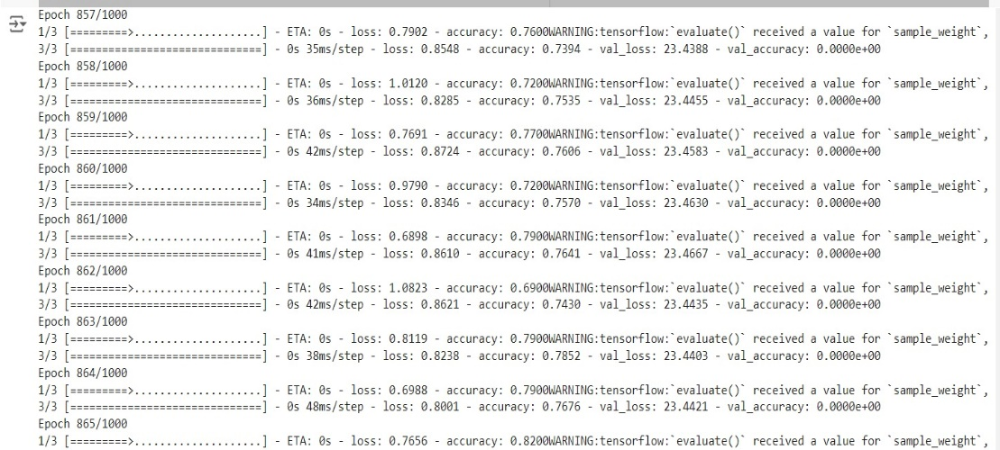 Epoch 857/1000
1/3 [=========>....................] - ETA: 0s - loss: 0.7902 - accuracy: 0.7600WARNING:tensorflow:`evaluate()` received a value for `sample_weight`,
3/3 [==============================] - 0s 35ms/step - loss: 0.8548 - accuracy: 0.7394 - val_loss: 23.4388 - val_accuracy: 0.0000e+00
Epoch 858/1000
1/3 [=========>....................] - ETA: 0s - loss: 1.0120 - accuracy: 0.7200WARNING:tensorflow:`evaluate()` received a value for `sample_weight`,
3/3 [==============================] - 0s 36ms/step - loss: 0.8285 - accuracy: 0.7535 - val_loss: 23.4455 - val_accuracy: 0.0000e+00
Epoch 859/1000
1/3 [=========>....................] - ETA: 0s - loss: 0.7691 - accuracy: 0.7700WARNING:tensorflow:`evaluate()` received a value for `sample_weight`,
3/3 [==============================] - 0s 42ms/step - loss: 0.8724 - accuracy: 0.7606 - val_loss: 23.4583 - val_accuracy: 0.0000e+00
Epoch 860/1000
1/3 [=========>....................] - ETA: 0s - loss: 0.9790 - accuracy: 0.7200WARNING:tensorflow:`evaluate()` received a value for `sample_weight`,
3/3 [==============================] - 0s 34ms/step - loss: 0.8346 - accuracy: 0.7570 - val_loss: 23.4630 - val_accuracy: 0.0000e+00
Epoch 861/1000
1/3 [=========>....................] - ETA: 0s - loss: 0.6898 - accuracy: 0.7900WARNING:tensorflow:`evaluate()` received a value for `sample_weight`,
3/3 [==============================] - 0s 41ms/step - loss: 0.8610 - accuracy: 0.7641 - val_loss: 23.4667 - val_accuracy: 0.0000e+00
Epoch 862/1000
1/3 [=========>....................] - ETA: 0s - loss: 1.0823 - accuracy: 0.6900WARNING:tensorflow:`evaluate()` received a value for `sample_weight`,
3/3 [==============================] - 0s 42ms/step - loss: 0.8621 - accuracy: 0.7430 - val_loss: 23.4435 - val_accuracy: 0.0000e+00
Epoch 863/1000
1/3 [=========>....................] - ETA: 0s - loss: 0.8119 - accuracy: 0.7900WARNING:tensorflow:`evaluate()` received a value for `sample_weight`,
3/3 [==============================] - 0s 38ms/step - loss: 0.8238 - accuracy: 0.7852 - val_loss: 23.4403 - val_accuracy: 0.0000e+00
Epoch 864/1000
1/3 [=========>....................] - ETA: 0s - loss: 0.6988 - accuracy: 0.7900WARNING:tensorflow:`evaluate()` received a value for `sample_weight`,
3/3 [==============================] - 0s 48ms/step - loss: 0.8001 - accuracy: 0.7676 - val_loss: 23.4421 - val_accuracy: 0.0000e+00
Epoch 865/1000
1/3 [=========>....................] - ETA: 0s - loss: 0.7656 - accuracy: 0.8200WARNING:tensorflow:`evaluate()` received a value for `sample_weight`,